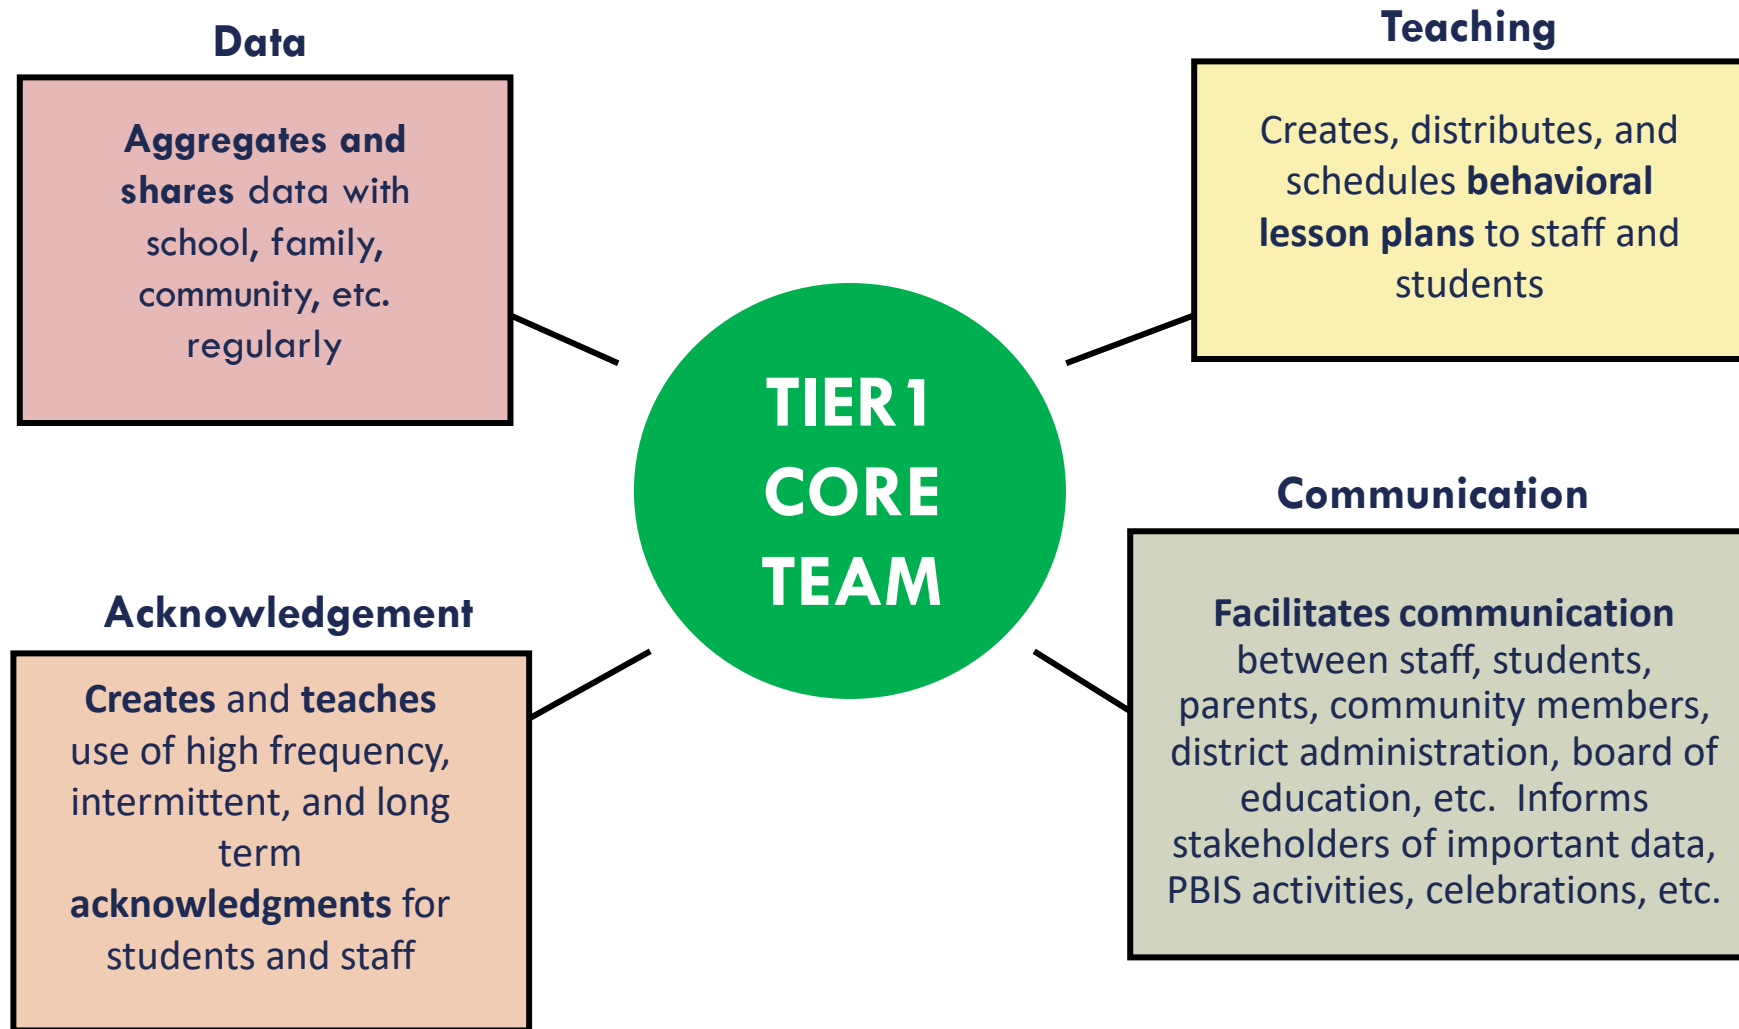 Data
Aggregates and
shares data with
school, family,
community, etc.
regularly
Teaching
Creates, distributes, and
schedules behavioral
lesson plans to staff and
students
TIER1
CORE
TEAM
Acknowledgement
Creates and teaches
use of high frequency,
intermittent, and long
term
acknowledgments for
students and staff
Communication
Facilitates communication
between staff, students,
parents, community members,
district administration, board of
education, etc.  Informs
stakeholders of important data,
PBIS activities, celebrations, etc.